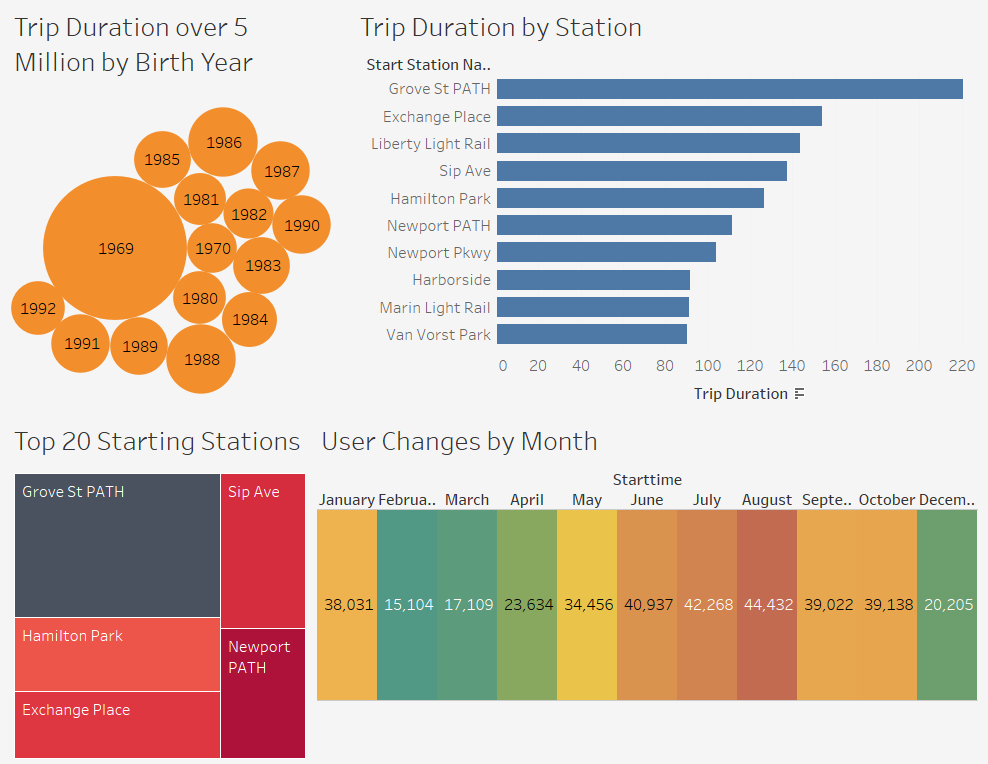 Trip Duration over 5
Million by Birth Year
1986
1985
1987
1981
1982
1990
1969
1970
1983
1980
1992
1984
1991
1989
1988
Trip Duration by Station
Start Station Na..
Grove St PATH
Exchange Place
Liberty Light Rail
Sip Ave
Hamilton Park
Newport PATH
Newport Pkwy
Harborside
Marin Light Rail
Van Vorst Park
0 20 40 60 80 100 120 140 160 180 200 220
Trip Duration
Top 20 Starting Stations
Grove St PATH
Sip Ave
Hamilton Park
Newport
PATH
Exchange Place
User Changes by Month
Starttime
January Februa.. March April May June July August Septe.. October Decem..
38,031 15,104 17,109 23,634 34,456 40,937 42,268 44,432 39,022 39,138 20,205